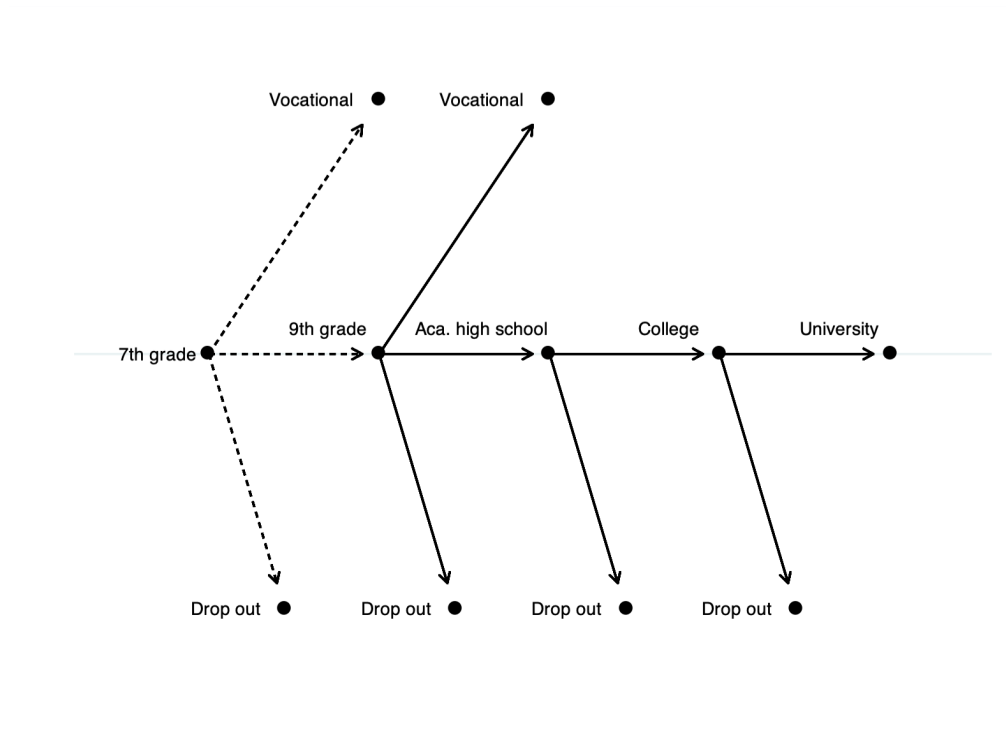 Vocational
Vocational
9th grade
Aca. high school
College
University
7th grade
Drop out
Drop out
Drop out
Drop out